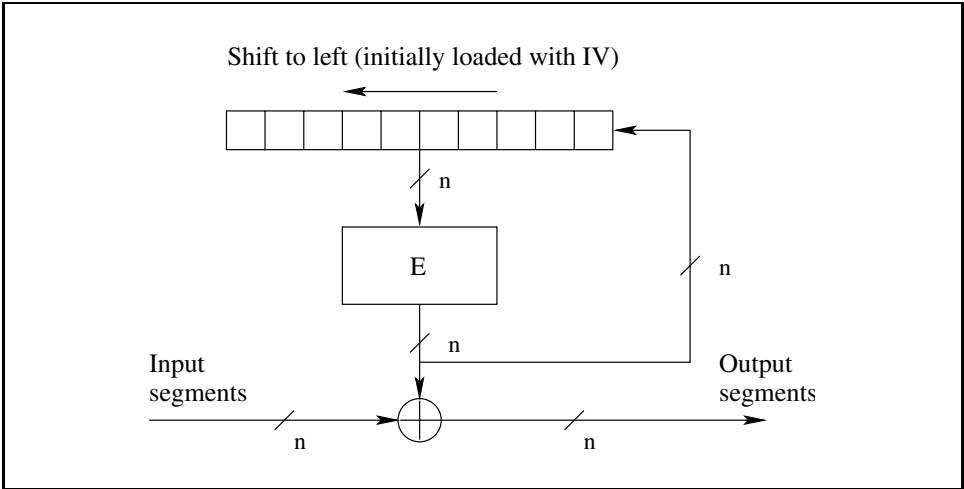 Shift to left (initially loaded with IV)
n
E
n
n
Input
segments
Output
segments
n
n